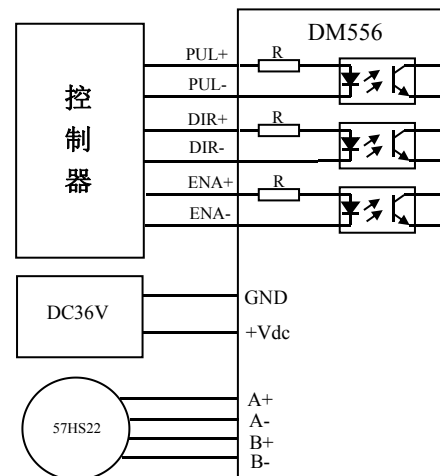 DM556
PUL+
R
PUL-
DIR+
R
DIR-
ENA+
R
ENA-
控
制
器
DC36V
GND
+Vdc
57HS22
A+
A-
B+
B-